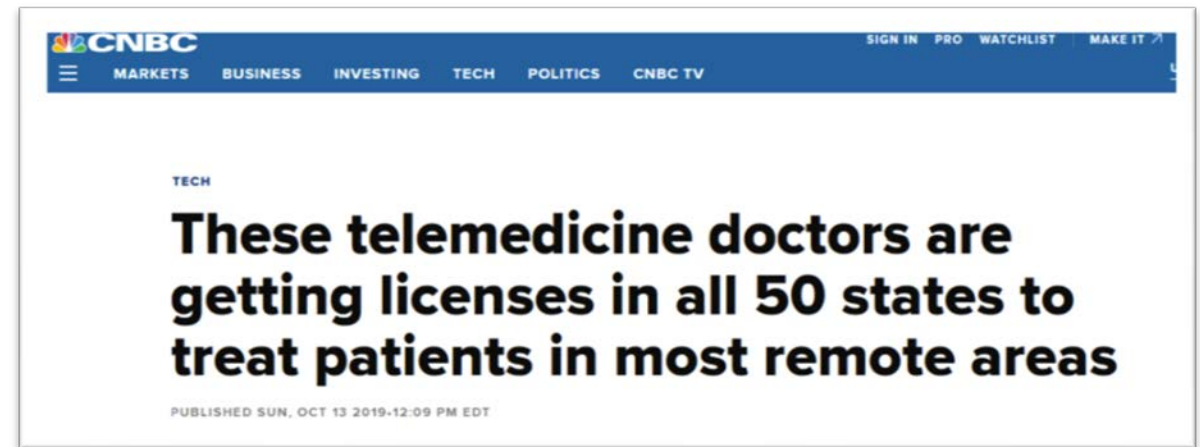 CNBC
SIGN IN PRO WATCHLIST MAKE IT
MARKETS BUSINESS INVESTING TECH POLITICS CNBC TV
TECH
These telemedicine doctors are
getting licenses in all 50 states to
treat patients in most remote areas
PUBLISHED SUN, OCT 13 2019•12:09 PM EDT